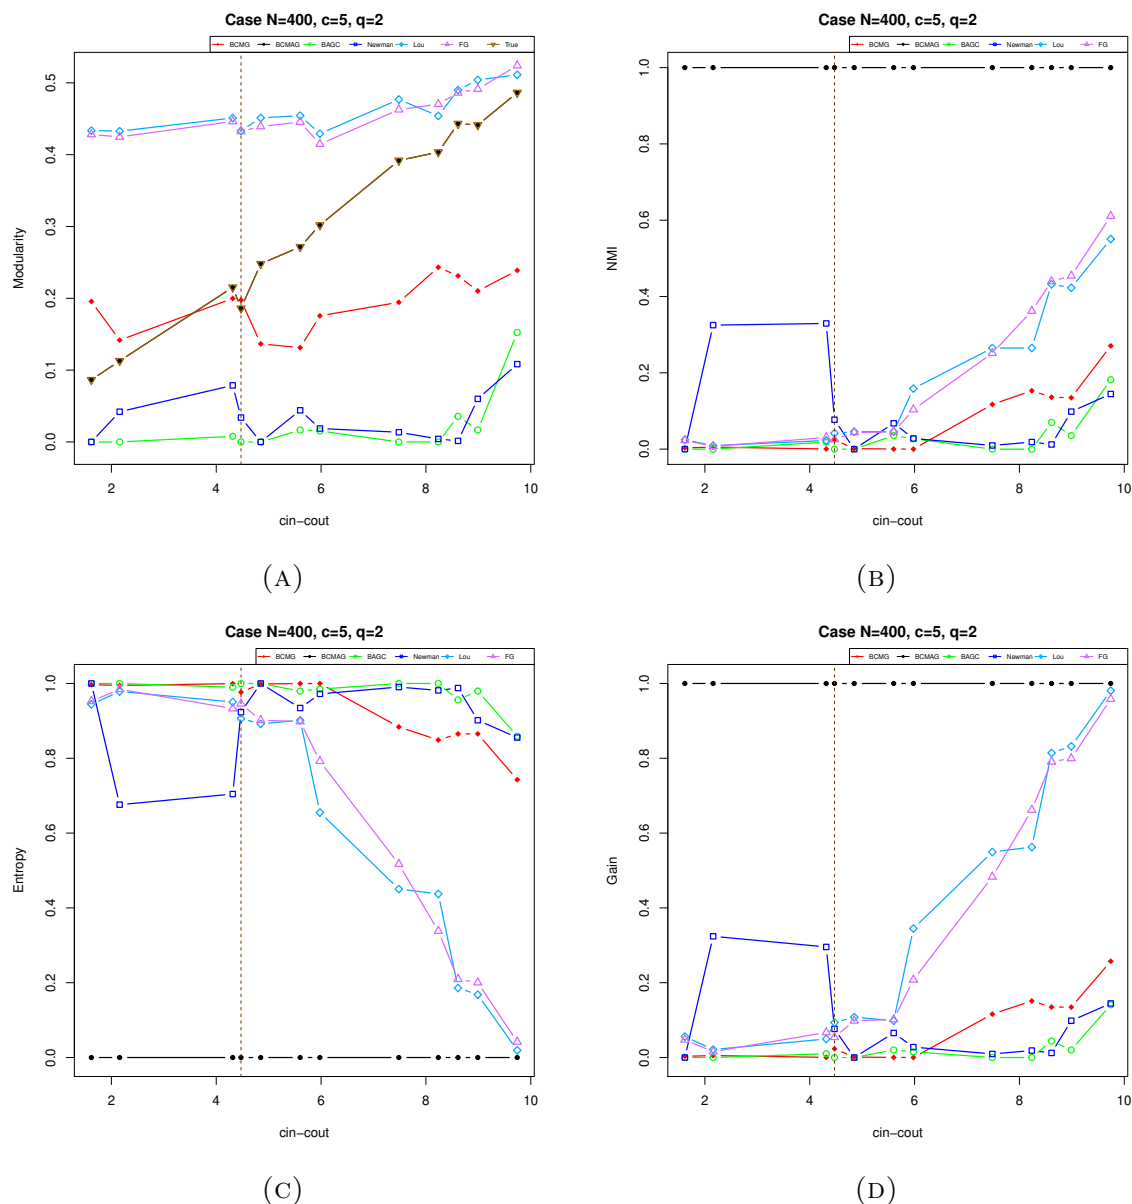 Case N=400, c=5, q=2
BCMG BCMAG BAGC Newman Lou FG True
Modularity
0.5
0.4
0.3
0.2
0.1
0.0
2 4 6 8 10
cin−cout
(A)
Case N=400, c=5, q=2
BCMG BCMAG BAGC Newman Lou FG
NMI
1.0
0.8
0.6
0.4
0.2
0.0
2 4 6 8 10
cin−cout
(B)
Case N=400, c=5, q=2
BCMG BCMAG BAGC Newman Lou FG
Entropy
1.0
0.8
0.6
0.4
0.2
0.0
2 4 6 8 10
cin−cout
(C)
Case N=400, c=5, q=2
BCMG BCMAG BAGC Newman Lou FG
Gain
1.0
0.8
0.6
0.4
0.2
0.0
2 4 6 8 10
cin−cout
(D)